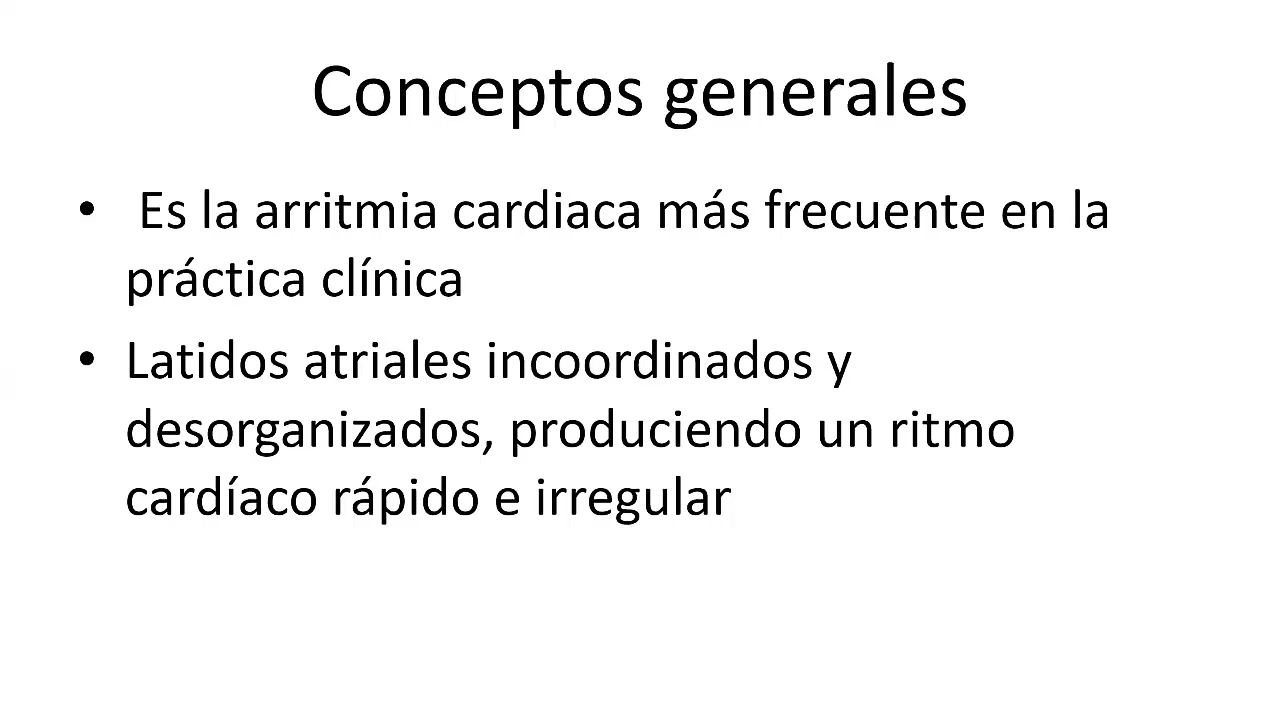 Conceptos generales
• Es la arritmia cardiaca más frecuente en la
práctica clínica
• Latidos atriales incoordinados y
desorganizados, produciendo un ritmo
cardíaco rápido e irregular